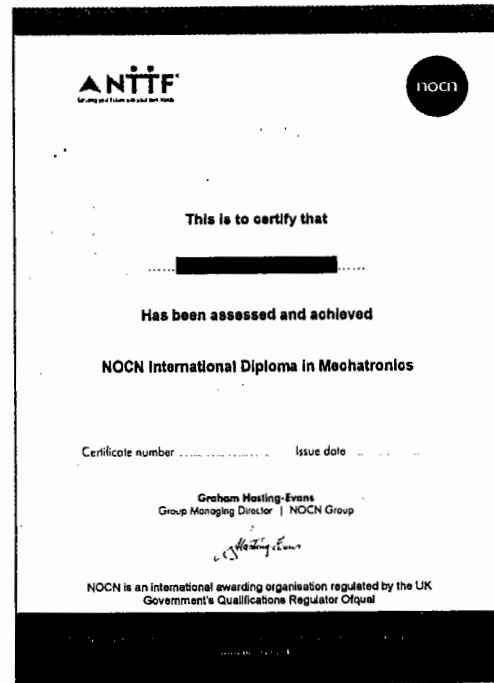 ANTTF
nocn
This is to certify that
Has been assessed and achieved
NOCN International Diploma in Mechatronics
Certificate number ........ Issue date ........
Graham Hasting-Evans
Group Managing Director | NOCN Group
Hasting-Evans
NOCN is an international awarding organisation regulated by the UK
Government's Qualifications Regulator Ofqual